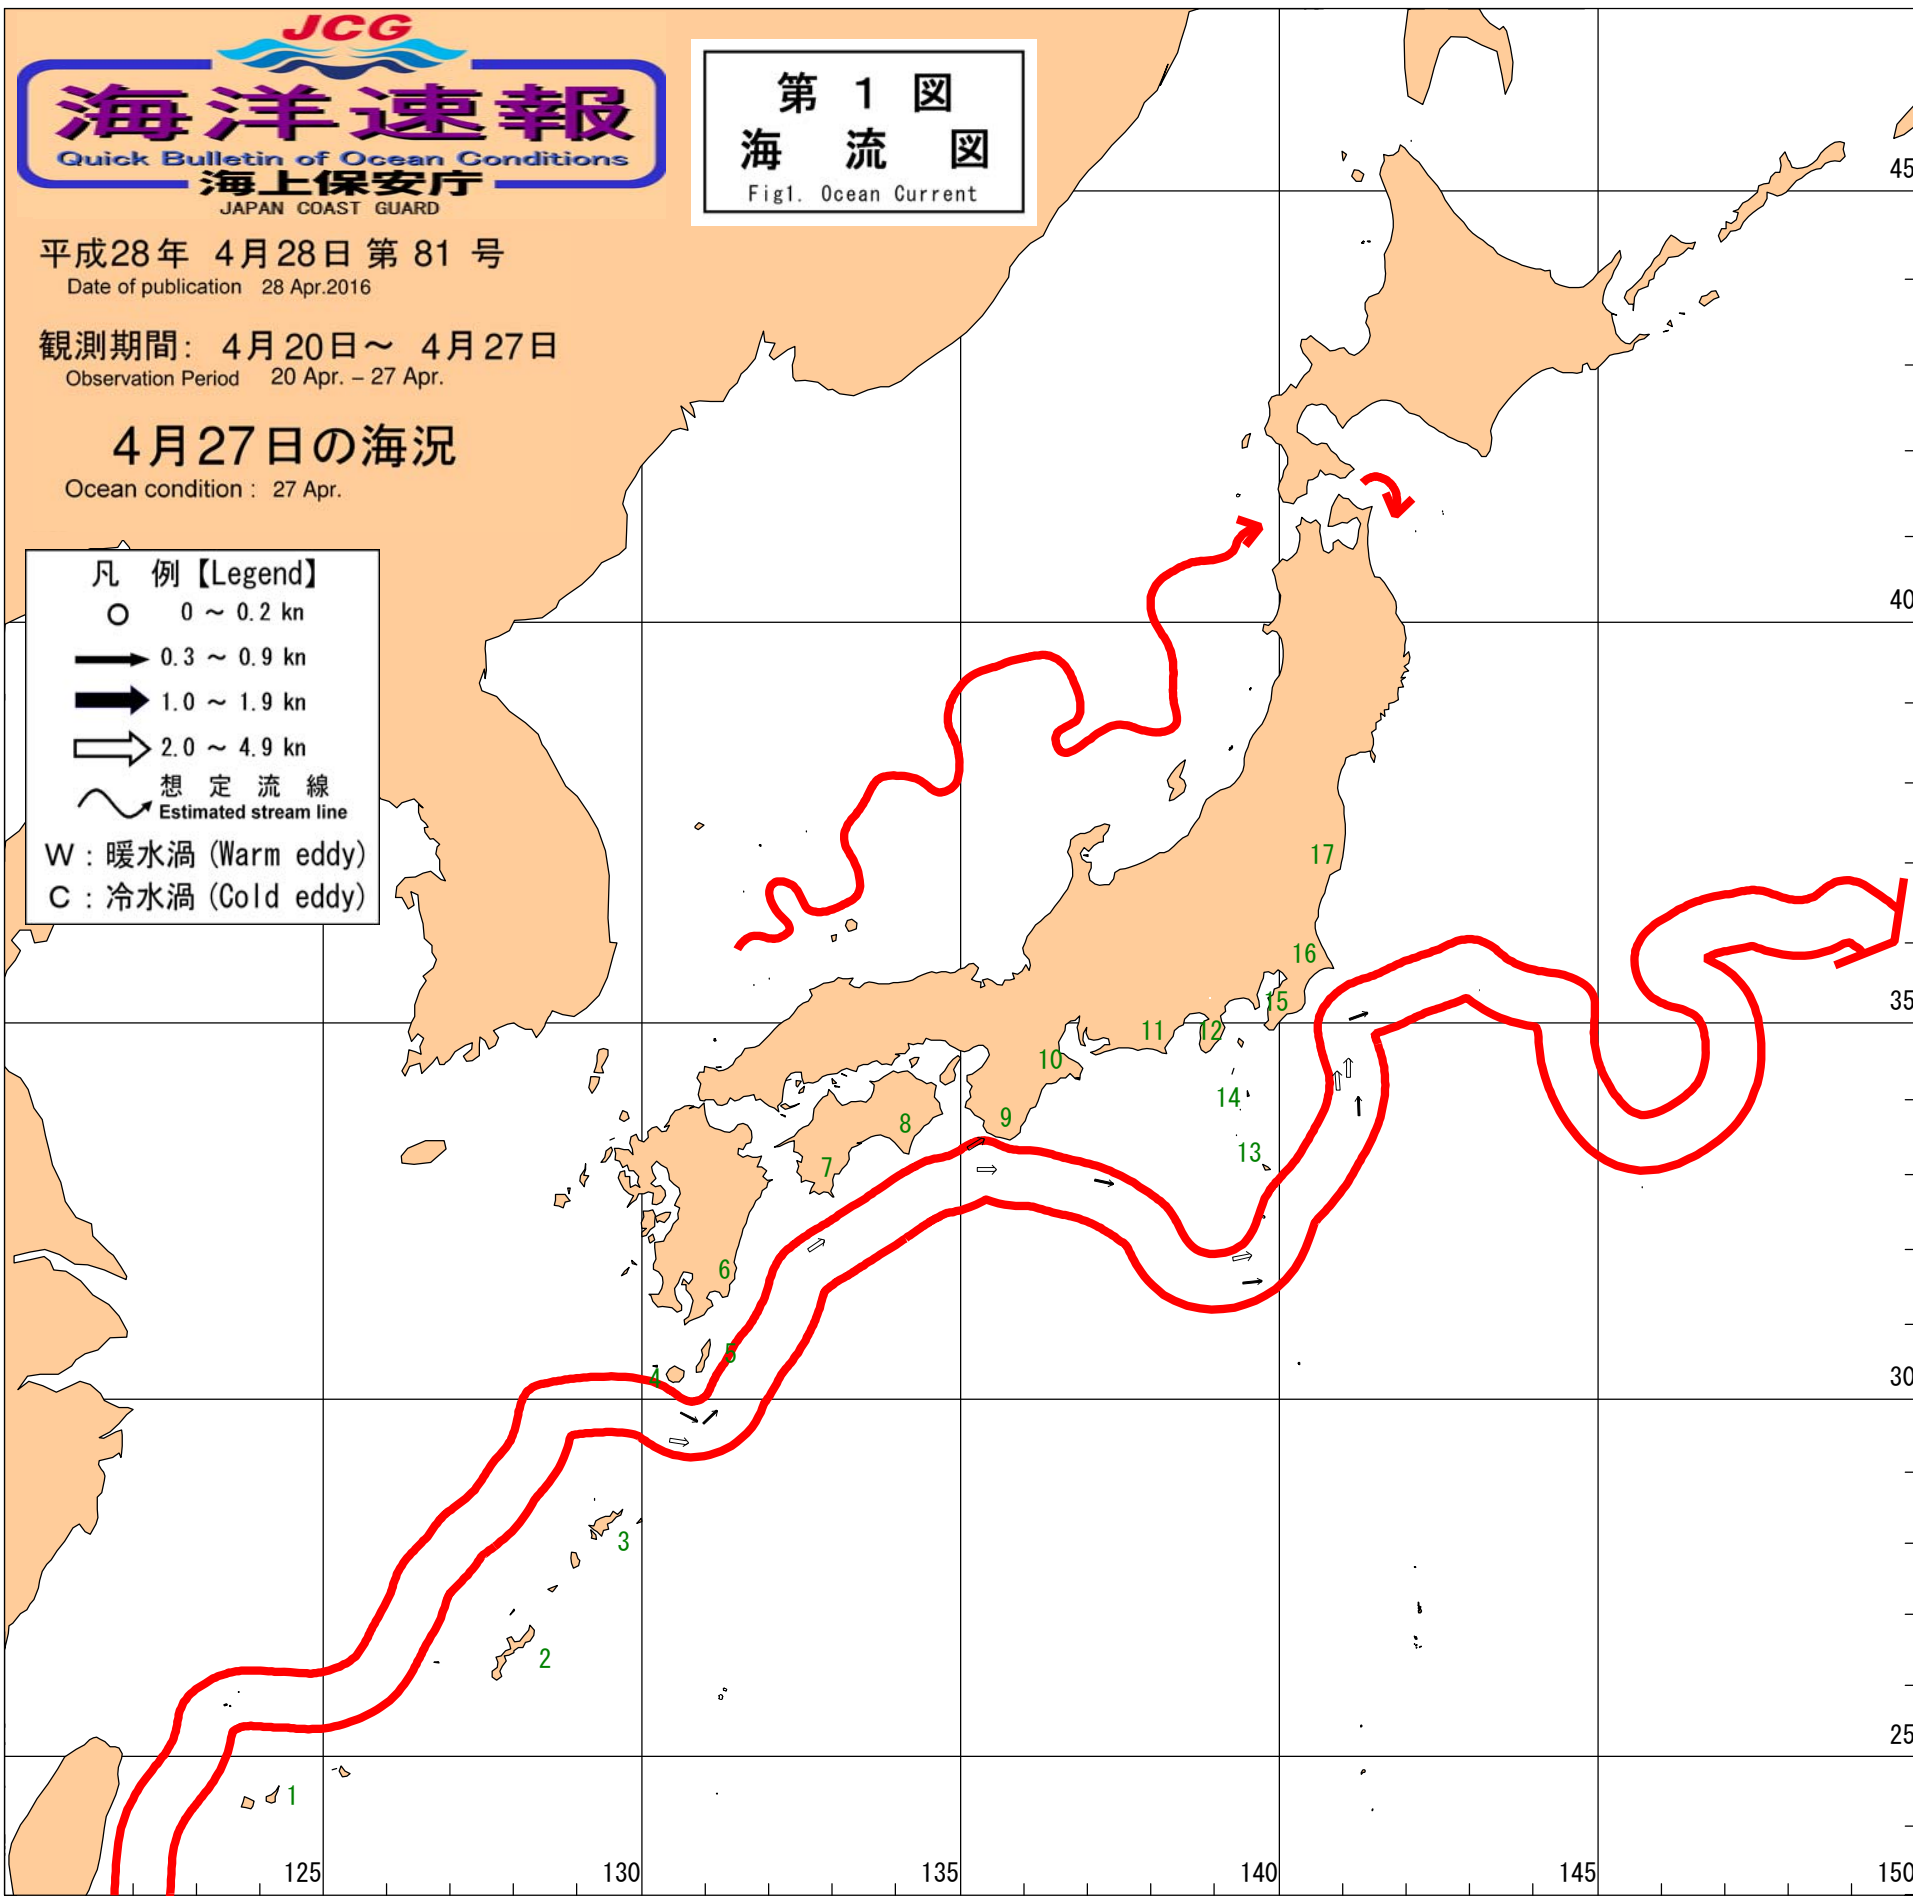 JCG
海洋速報
Quick Bulletin of Ocean Conditions
海上保安庁
JAPAN COAST GUARD
第 1 図
海 流 図
Fig1. Ocean Current
平成28年 4月28日 第 81 号
Date of publication 28 Apr.2016
観測期間: 4月20日～ 4月27日
Observation Period 20 Apr. – 27 Apr.
4月27日の海況
Ocean condition : 27 Apr.
凡 例【Legend】
0 ～ 0.2 kn
0.3 ～ 0.9 kn
1.0 ～ 1.9 kn
2.0 ～ 4.9 kn
想 定 流 線
Estimated stream line
W : 暖水渦 (Warm eddy)
C : 冷水渦 (Cold eddy)
45
40
35
30
25
17
16
15
12
11
10
14
9
8
13
7
6
5
4
3
2
1
125
130
135
140
145
150